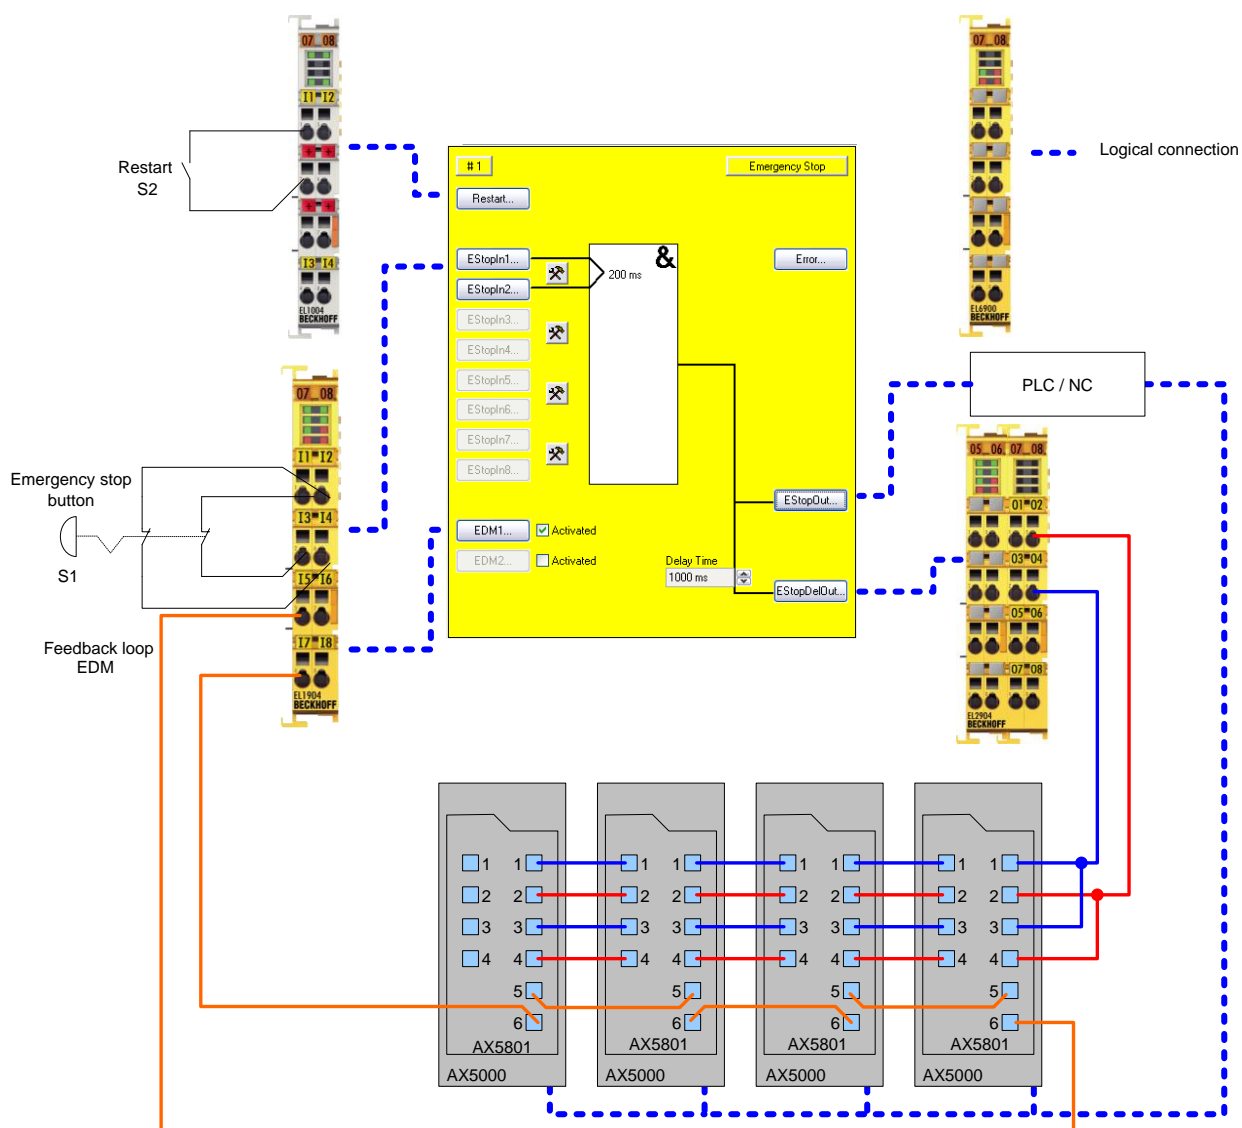 07 08
I1 I2
I3 I4
EL1004
BECKHOFF
Restart
S2
# 1
Emergency Stop
Restart...
EStopIn1...
EStopIn2...
EStopIn3...
EStopIn4...
EStopIn5...
EStopIn6...
EStopIn7...
EStopIn8...
200 ms
&
Error...
EDM1...
Activated
EDM2...
Activated
Delay Time
1000 ms
EStopOut...
EStopDelOut...
07 08
EL6900
BECKHOFF
Logical connection
PLC / NC
07 08
I1 I2
I3 I4
I5 I6
I7 I8
EL1904
BECKHOFF
Emergency stop
button
S1
Feedback loop
EDM
05 06 07 08
01 02
03 04
05 06
07 08
EL2904
BECKHOFF
1 1 1 1 1 1 1 1
2 2 2 2 2 2 2 2
3 3 3 3 3 3 3 3
4 4 4 4 4 4 4 4
5 5 5 5
6 6 6 6
AX5801 AX5801 AX5801 AX5801
AX5000 AX5000 AX5000 AX5000